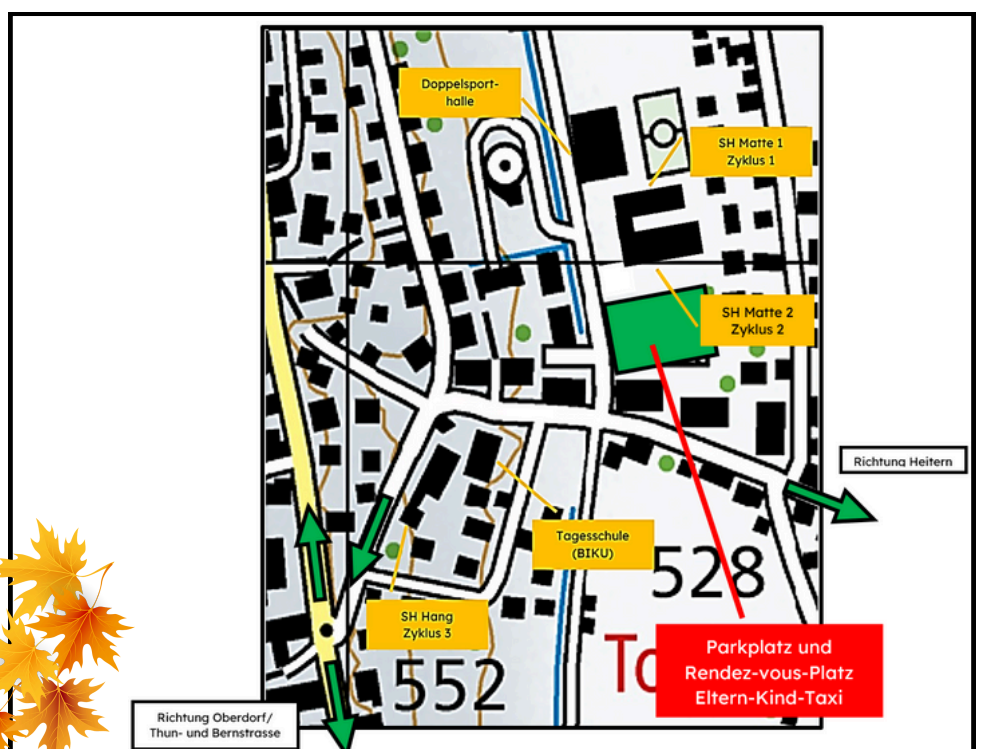 Doppelsport-
halle
SH Matte 1
Zyklus 1
SH Matte 2
Zyklus 2
Richtung Heitern
Tagesschule
(BIKU)
528
SH Hang
Zyklus 3
Parkplatz und
Rendez-vous-Platz
Eltern-Kind-Taxi
552
Richtung Oberdorf/
Thun- und Bernstrasse